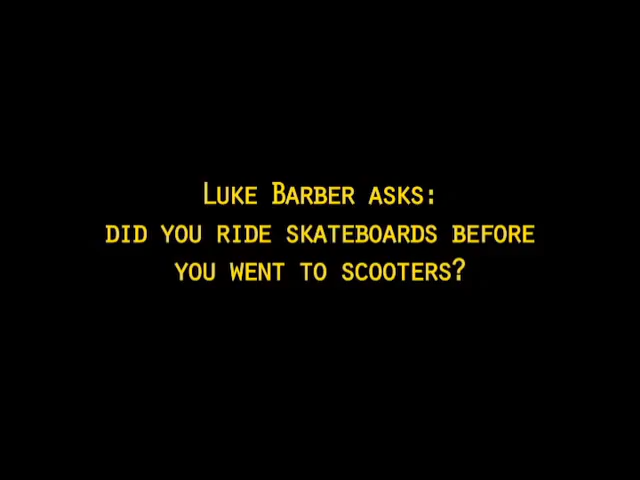 Luke Barber asks:
did you ride skateboards before
you went to scooters?